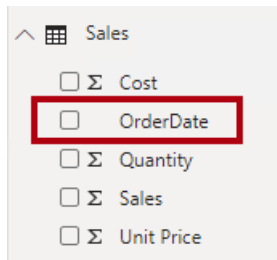 Sales
Σ Cost
OrderDate
Σ Quantity
Σ Sales
Σ Unit Price